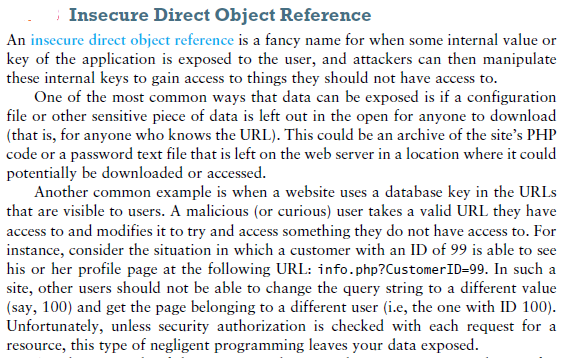 Insecure Direct Object Reference
An insecure direct object reference is a fancy name for when some internal value or
key of the application is exposed to the user, and attackers can then manipulate
these internal keys to gain access to things they should not have access to.
One of the most common ways that data can be exposed is if a configuration
file or other sensitive piece of data is left out in the open for anyone to download
(that is, for anyone who knows the URL). This could be an archive of the site's PHP
code or a password text file that is left on the web server in a location where it could
potentially be downloaded or accessed.
Another common example is when a website uses a database key in the URLs
that are visible to users. A malicious (or curious) user takes a valid URL they have
access to and modifies it to try and access something they do not have access to. For
instance, consider the situation in which a customer with an ID of 99 is able to see
his or her profile page at the following URL: info.php?CustomerID=99. In such a
site, other users should not be able to change the query string to a different value
(say, 100) and get the page belonging to a different user (i.e, the one with ID 100).
Unfortunately, unless security authorization is checked with each request for a
resource, this type of negligent programming leaves your data exposed.